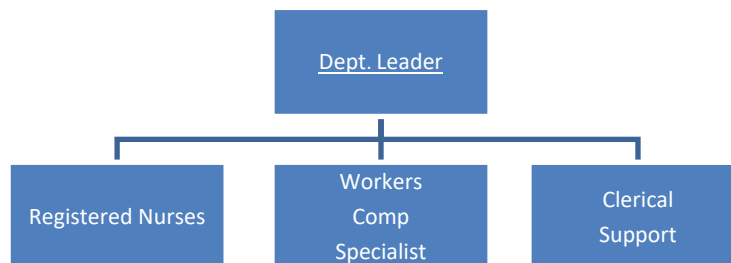 Dept. Leader
Registered Nurses
Workers
Comp
Specialist
Clerical
Support